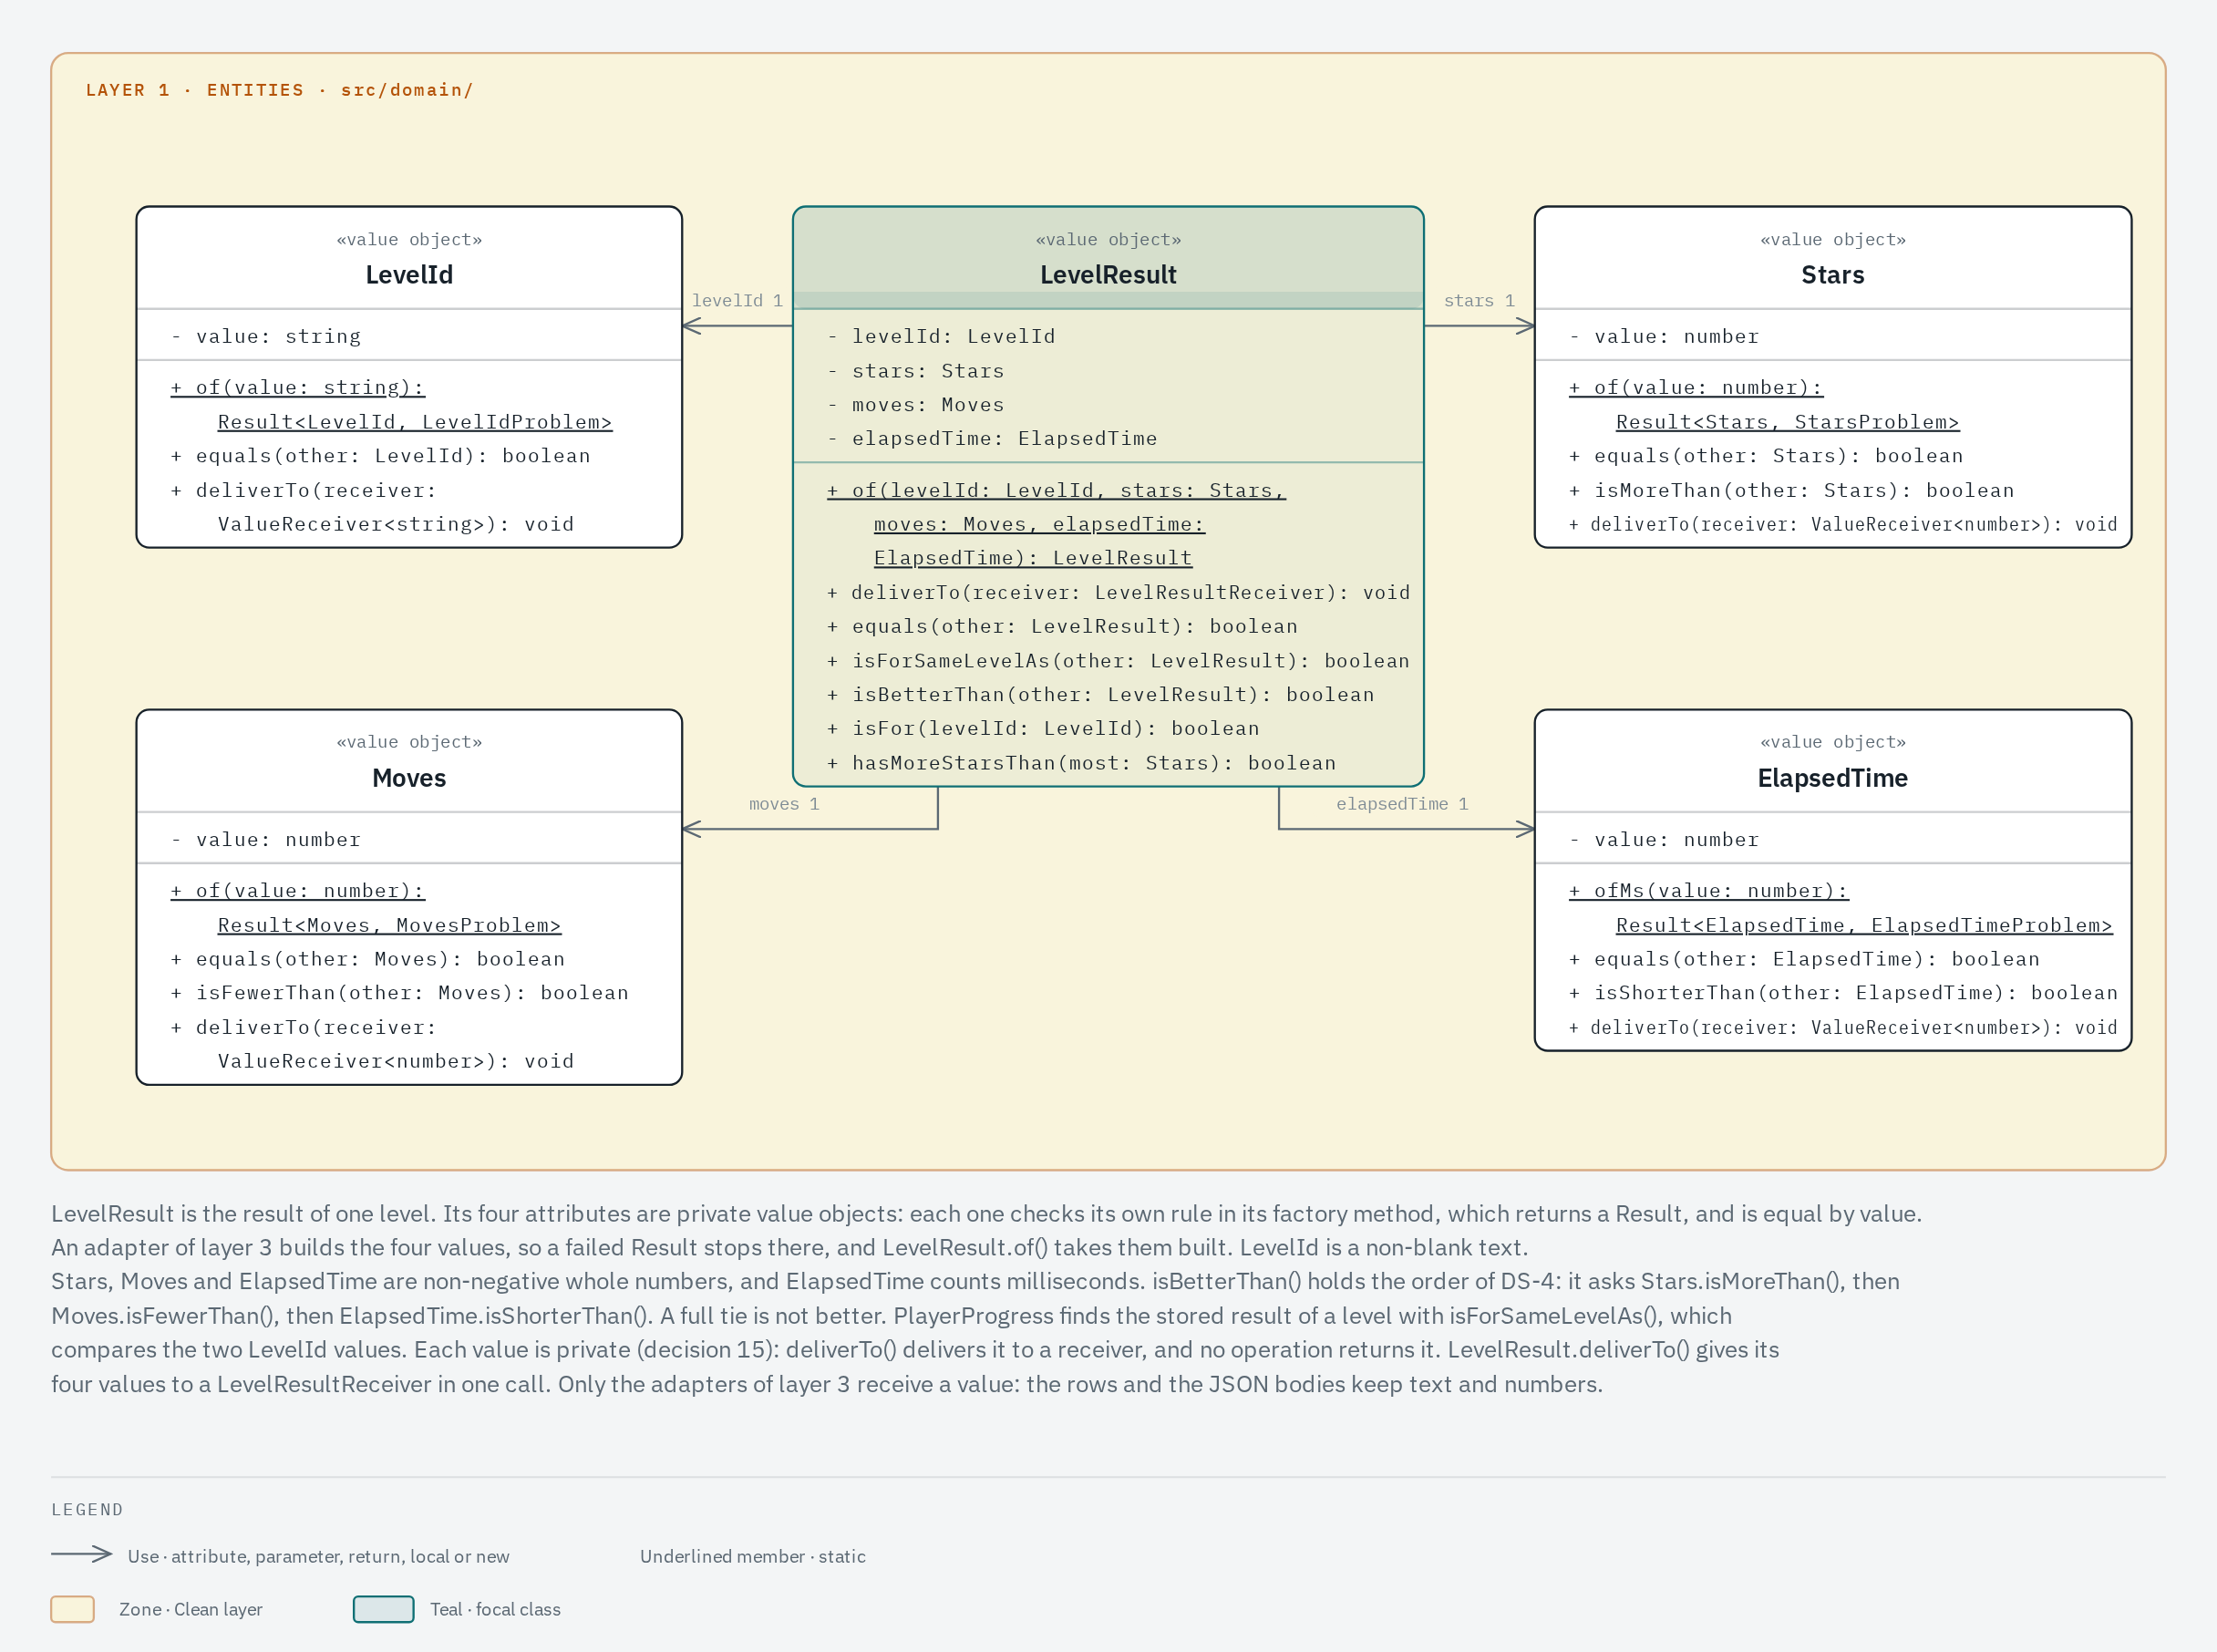 LAYER 1 · ENTITIES · src/domain/
«value object»
LevelId
- value: string
+ of(value: string):
Result<LevelId, LevelIdProblem>
+ equals(other: LevelId): boolean
+ deliverTo(receiver:
ValueReceiver<string>): void
levelId 1
«value object»
LevelResult
- levelId: LevelId
- stars: Stars
- moves: Moves
- elapsedTime: ElapsedTime
+ of(levelId: LevelId, stars: Stars,
moves: Moves, elapsedTime:
ElapsedTime): LevelResult
+ deliverTo(receiver: LevelResultReceiver): void
+ equals(other: LevelResult): boolean
+ isForSameLevelAs(other: LevelResult): boolean
+ isBetterThan(other: LevelResult): boolean
+ isFor(levelId: LevelId): boolean
+ hasMoreStarsThan(most: Stars): boolean
stars 1
«value object»
Stars
- value: number
+ of(value: number):
Result<Stars, StarsProblem>
+ equals(other: Stars): boolean
+ isMoreThan(other: Stars): boolean
+ deliverTo(receiver: ValueReceiver<number>): void
«value object»
Moves
- value: number
+ of(value: number):
Result<Moves, MovesProblem>
+ equals(other: Moves): boolean
+ isFewerThan(other: Moves): boolean
+ deliverTo(receiver:
ValueReceiver<number>): void
moves 1
elapsedTime 1
«value object»
ElapsedTime
- value: number
+ ofMs(value: number):
Result<ElapsedTime, ElapsedTimeProblem>
+ equals(other: ElapsedTime): boolean
+ isShorterThan(other: ElapsedTime): boolean
+ deliverTo(receiver: ValueReceiver<number>): void
LevelResult is the result of one level. Its four attributes are private value objects: each one checks its own rule in its factory method, which returns a Result, and is equal by value.
An adapter of layer 3 builds the four values, so a failed Result stops there, and LevelResult.of() takes them built. LevelId is a non-blank text.
Stars, Moves and ElapsedTime are non-negative whole numbers, and ElapsedTime counts milliseconds. isBetterThan() holds the order of DS-4: it asks Stars.isMoreThan(), then
Moves.isFewerThan(), then ElapsedTime.isShorterThan(). A full tie is not better. PlayerProgress finds the stored result of a level with isForSameLevelAs(), which
compares the two LevelId values. Each value is private (decision 15): deliverTo() delivers it to a receiver, and no operation returns it. LevelResult.deliverTo() gives its
four values to a LevelResultReceiver in one call. Only the adapters of layer 3 receive a value: the rows and the JSON bodies keep text and numbers.
LEGEND
Use · attribute, parameter, return, local or new
Underlined member · static
Zone · Clean layer
Teal · focal class